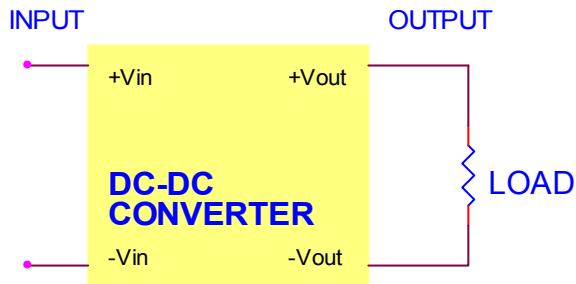 INPUT
OUTPUT
+Vin
+Vout
DC-DC
CONVERTER
LOAD
-Vin
-Vout